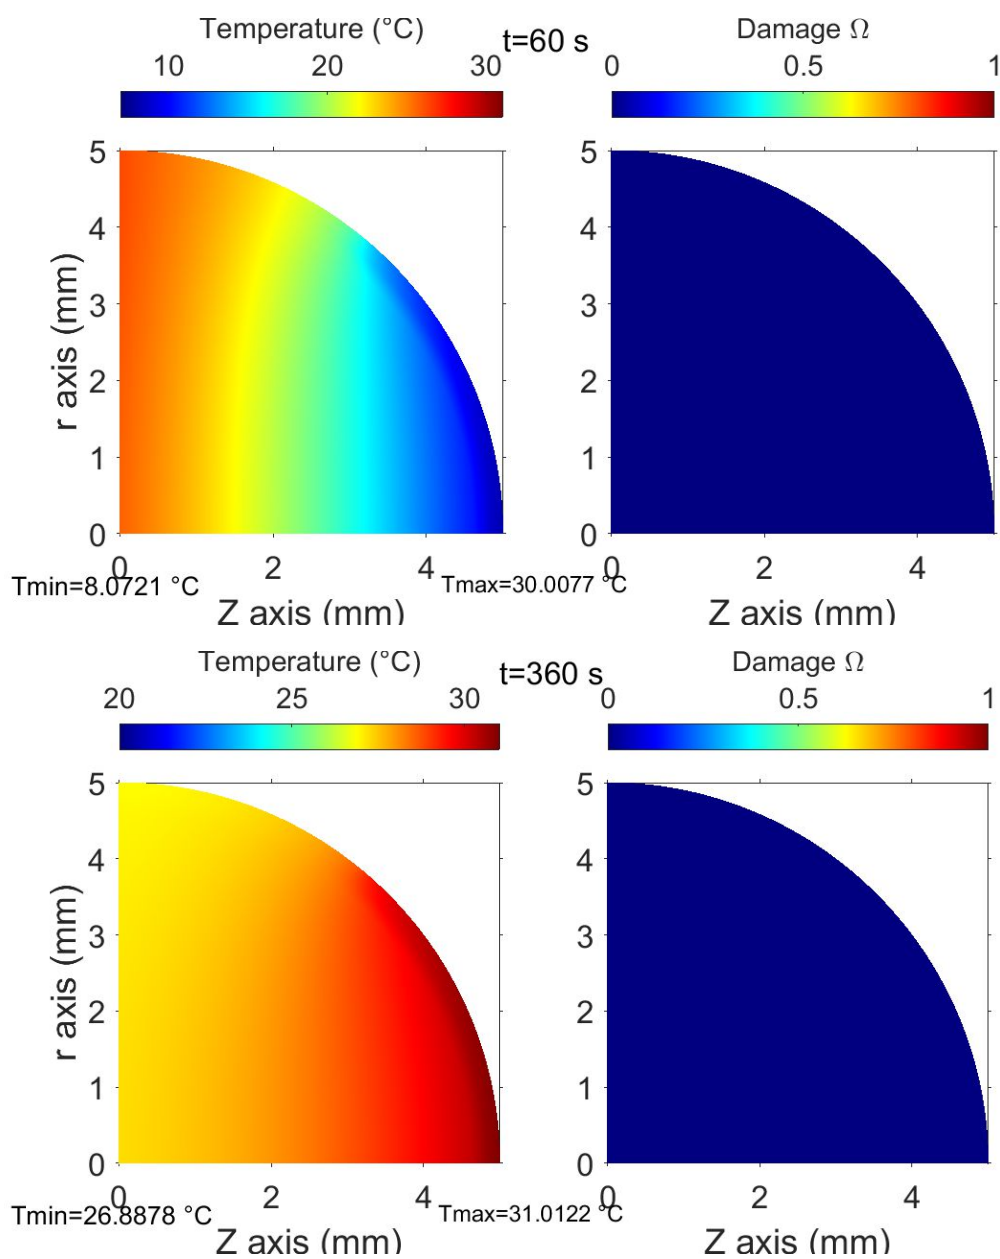 Temperature (°C)
t=60 s
Damage Ω
10 20 30
0 0.5 1
5
4
3
2
1
0
r axis (mm)
0 2 4
Z axis (mm)
Tmin=8.0721 °C
5
4
3
2
1
0
0 2 4
Z axis (mm)
Tmax=30.0077 °C
Temperature (°C)
t=360 s
Damage Ω
20 25 30
0 0.5 1
5
4
3
2
1
0
r axis (mm)
0 2 4
Z axis (mm)
Tmin=26.8878 °C
5
4
3
2
1
0
0 2 4
Z axis (mm)
Tmax=31.0122 °C